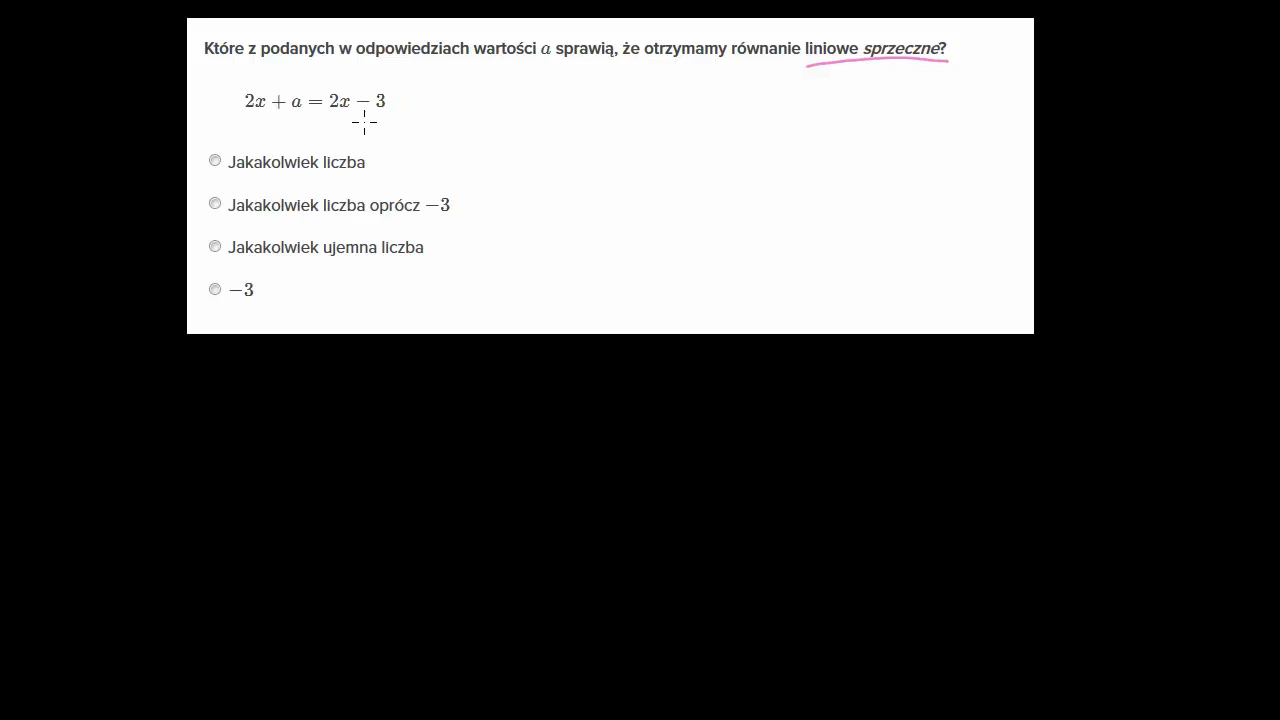 Które z podanych w odpowiedziach wartości a sprawią, że otrzymamy równanie liniowe sprzeczne?
2x + a = 2x − 3
Jakakolwiek liczba
Jakakolwiek liczba oprócz −3
Jakakolwiek ujemna liczba
−3